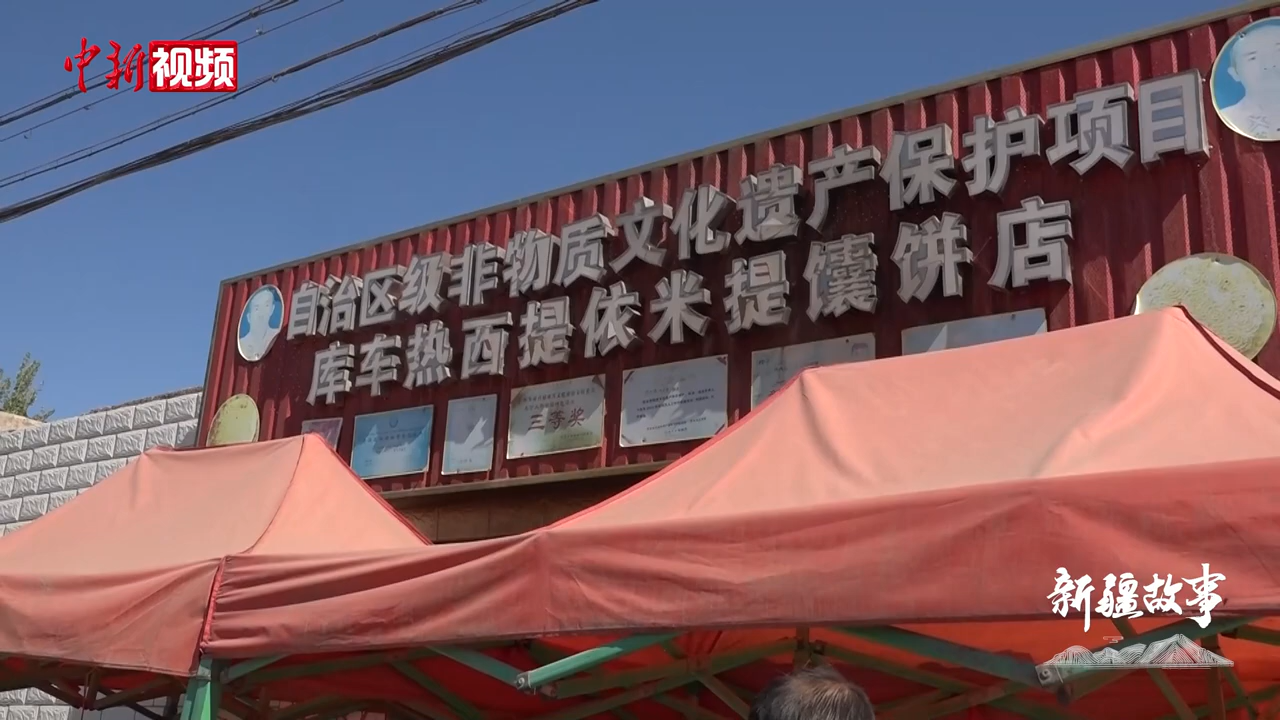 中新视频
自治区级非物质文化遗产保护项目
库车热西提依米提馕饼店
三等奖
新疆故事